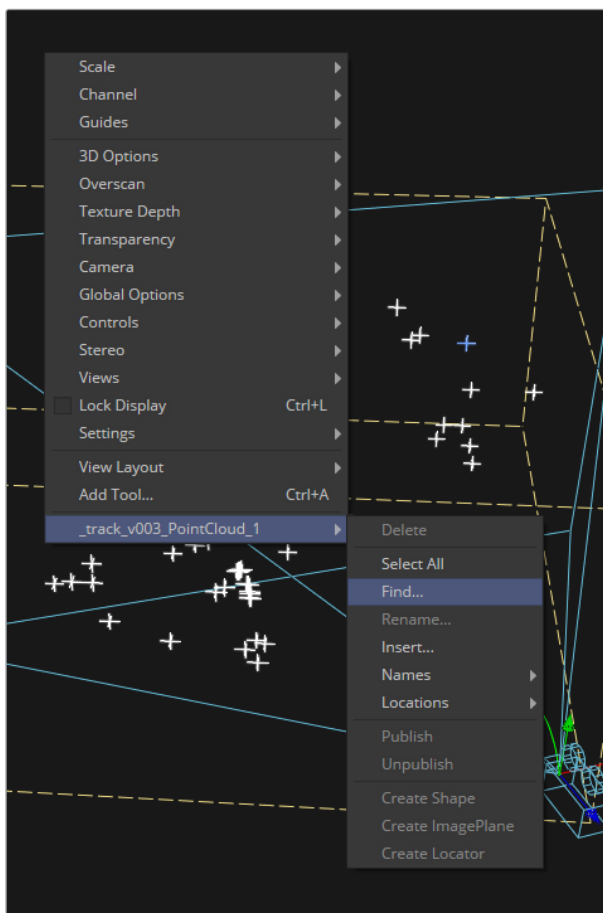 Scale
Channel
Guides
3D Options
Overscan
Texture Depth
Transparency
Camera
Global Options
Controls
Stereo
Views
Lock Display Ctrl+L
Settings
View Layout
Add Tool... Ctrl+A
_track_v003_PointCloud_1
Delete
Select All
Find...
Rename...
Insert...
Names
Locations
Publish
Unpublish
Create Shape
Create ImagePlane
Create Locator